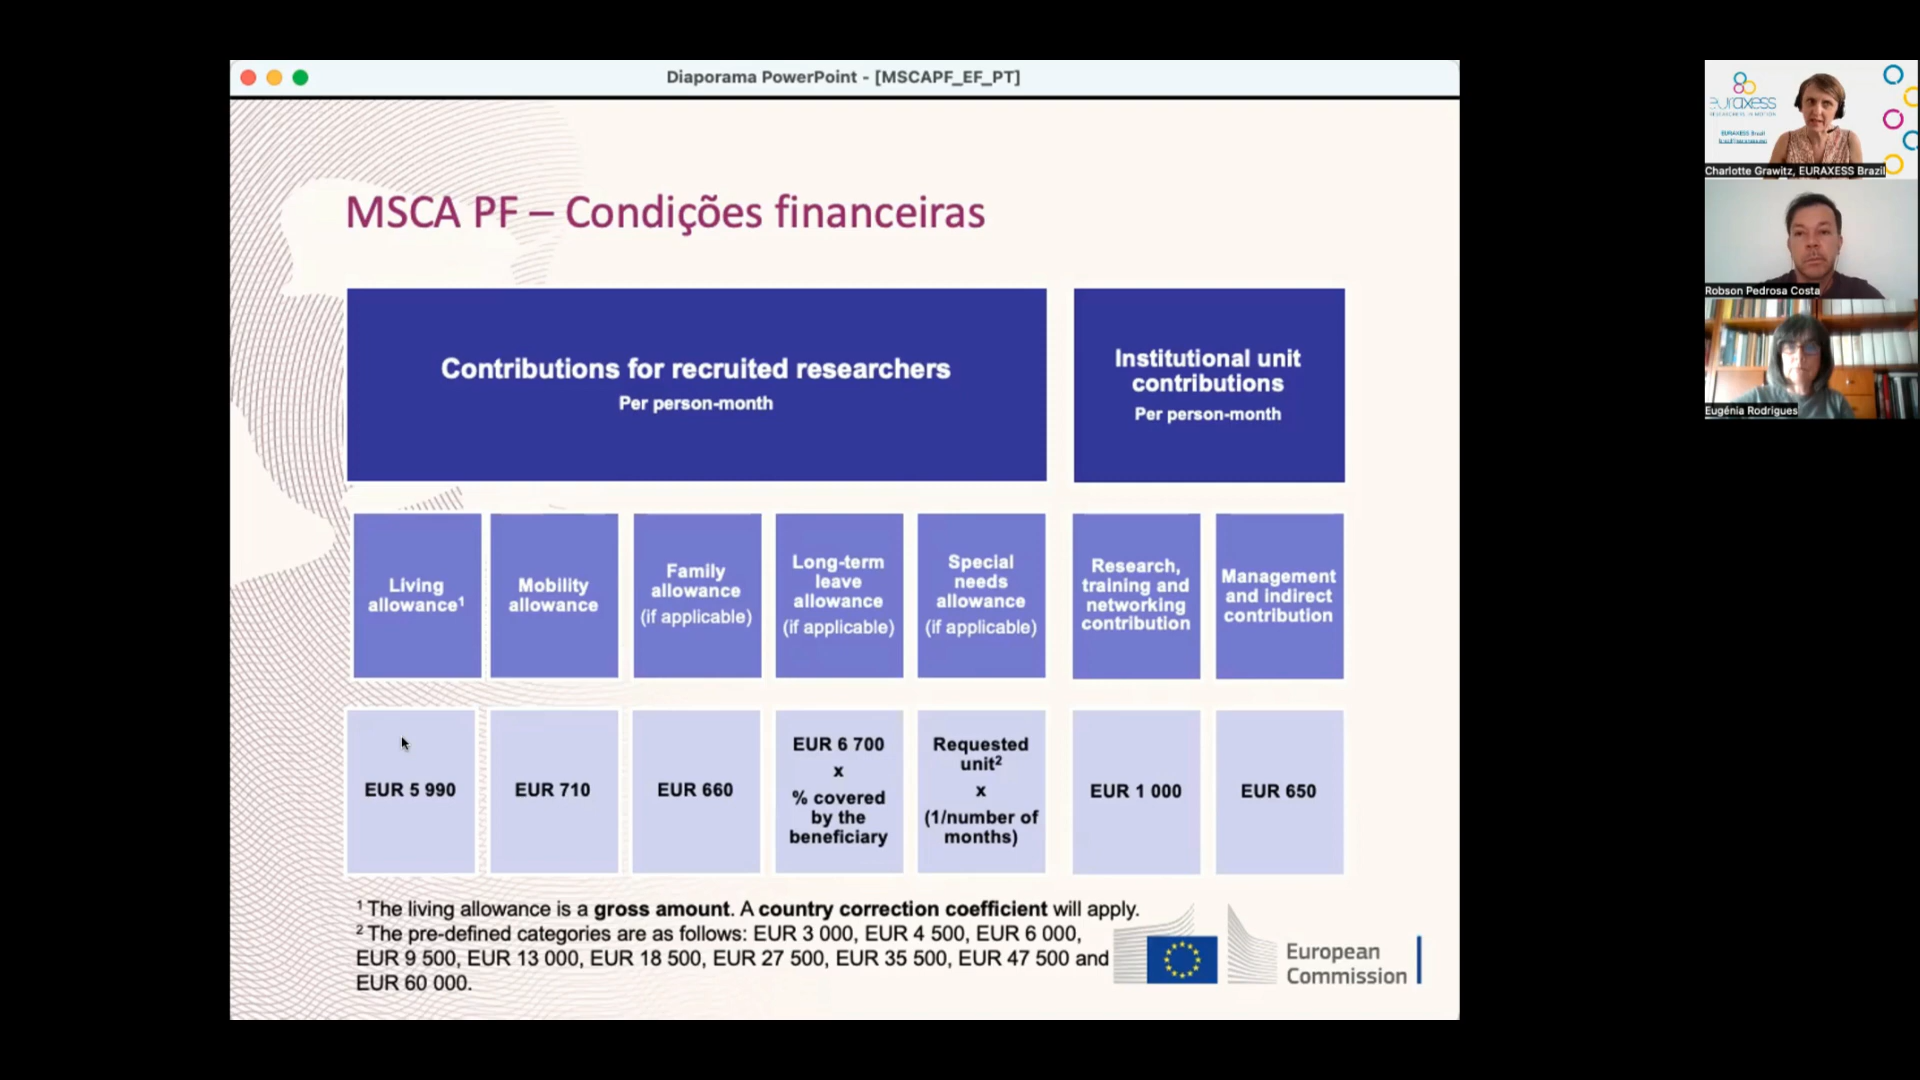 Diaporama PowerPoint - [MSCAPF_EF_PT]
MSCA PF – Condições financeiras
Contributions for recruited researchers
Per person-month
Institutional unit
contributions
Per person-month
Living
allowance¹
Mobility
allowance
Family
allowance
(if applicable)
Long-term
leave
allowance
(if applicable)
Special
needs
allowance
(if applicable)
Research,
training and
networking
contribution
Management
and indirect
contribution
EUR 5 990
EUR 710
EUR 660
EUR 6 700
x
% covered
by the
beneficiary
Requested
unit²
x
(1/number of
months)
EUR 1 000
EUR 650
¹ The living allowance is a gross amount. A country correction coefficient will apply.
² The pre-defined categories are as follows: EUR 3 000, EUR 4 500, EUR 6 000,
EUR 9 500, EUR 13 000, EUR 18 500, EUR 27 500, EUR 35 500, EUR 47 500 and
EUR 60 000.
European
Commission
euraxess
RESEARCHERS IN MOTION
EURAXESS Brazil
Charlotte Grawitz, EURAXESS Brazil
Robson Pedrosa Costa
Eugénia Rodrigues